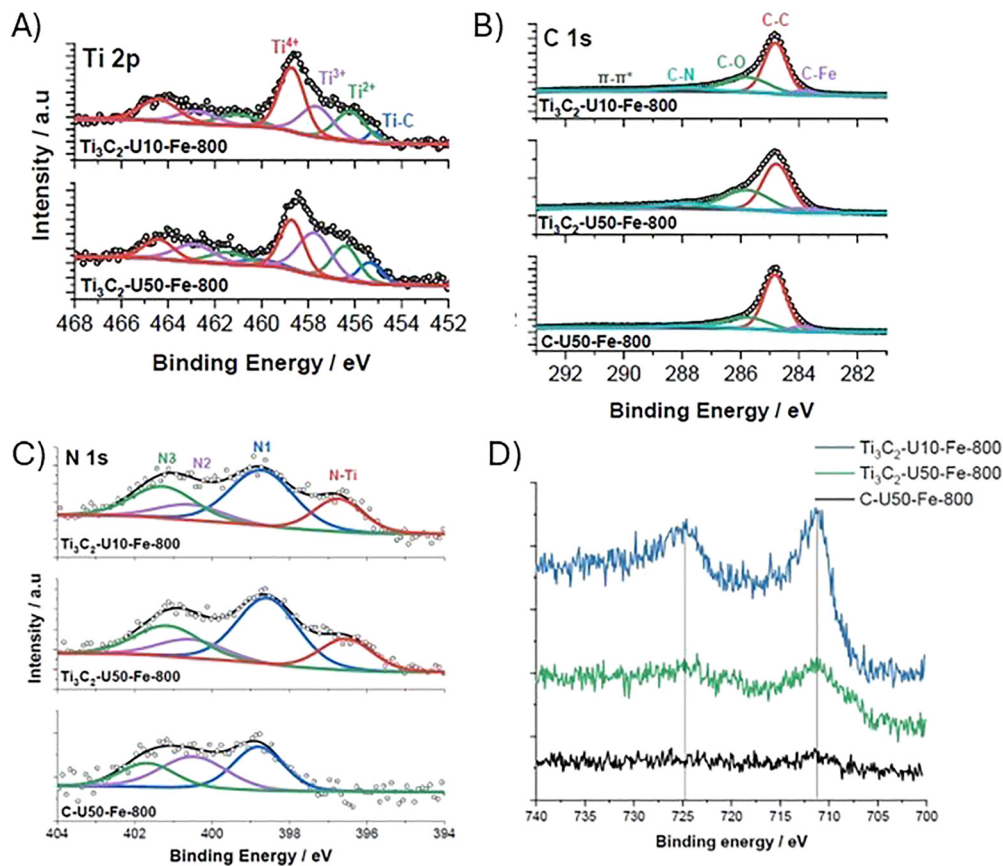 A)
Ti 2p
Ti⁴⁺
Ti³⁺
Ti²⁺
Ti-C
Ti₃C₂-U10-Fe-800
Ti₃C₂-U50-Fe-800
Intensity / a.u
468 466 464 462 460 458 456 454 452
Binding Energy / eV
B)
C 1s
C-C
C-O
C-Fe
C-N
π-π*
Ti₃C₂-U10-Fe-800
Ti₃C₂-U50-Fe-800
C-U50-Fe-800
292 290 288 286 284 282
Binding Energy / eV
C)
N 1s
N3
N2
N1
N-Ti
Ti₃C₂-U10-Fe-800
Ti₃C₂-U50-Fe-800
C-U50-Fe-800
Intensity / a.u
404 402 400 398 396 394
Binding Energy / eV
D)
Ti₃C₂-U10-Fe-800
Ti₃C₂-U50-Fe-800
C-U50-Fe-800
740 735 730 725 720 715 710 705 700
Binding energy / eV